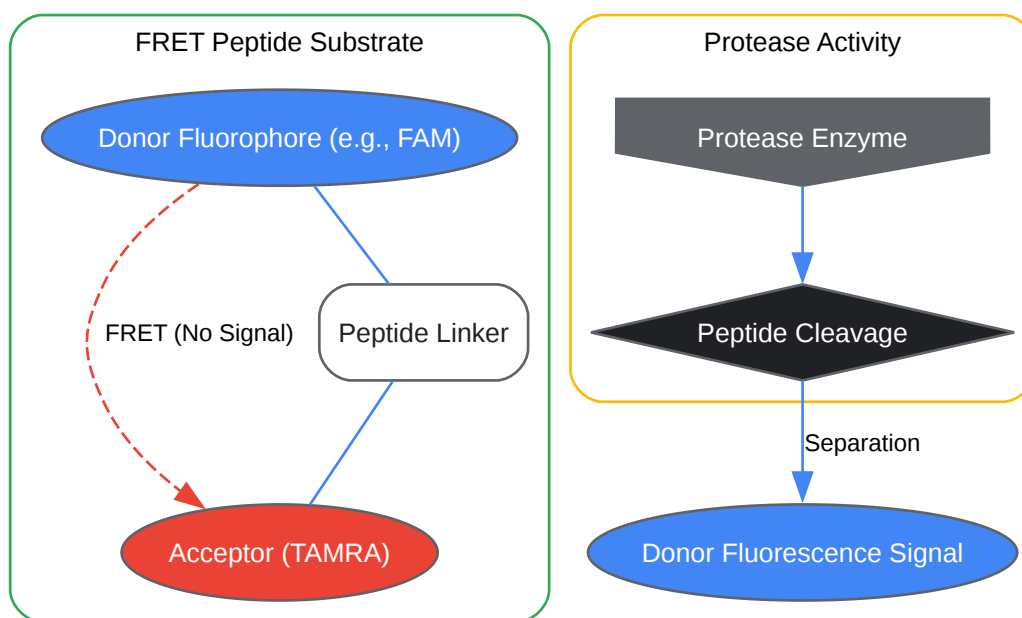 FRET Peptide Substrate
Donor Fluorophore (e.g., FAM)
FRET (No Signal)
Peptide Linker
Acceptor (TAMRA)
Protease Activity
Protease Enzyme
Peptide Cleavage
Separation
Donor Fluorescence Signal